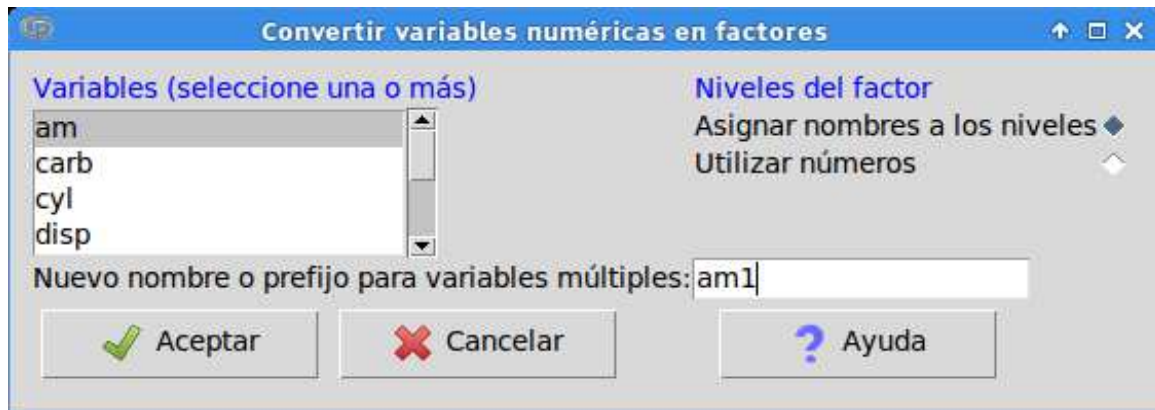 Convertir variables numéricas en factores
Variables (seleccione una o más)
am
carb
cyl
disp
Niveles del factor
Asignar nombres a los niveles
Utilizar números
Nuevo nombre o prefijo para variables múltiples: am1
Aceptar
Cancelar
? Ayuda